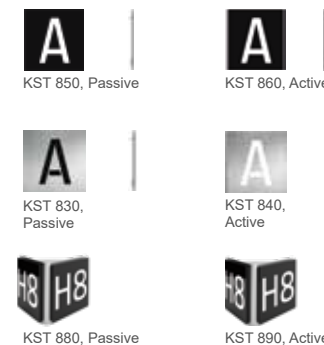 A A
KST 850, Passive KST 860, Active
A A
KST 830, KST 840,
Passive Active
H8 H8 H8 H8
KST 880, Passive KST 890, Active